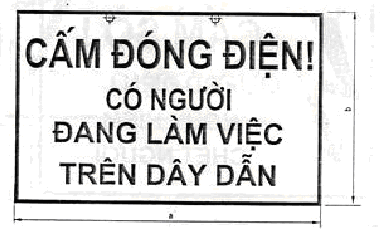 CẤM ĐÓNG ĐIỆN!
CÓ NGƯỜI
ĐANG LÀM VIỆC
TRÊN DÂY DẪN
a
b